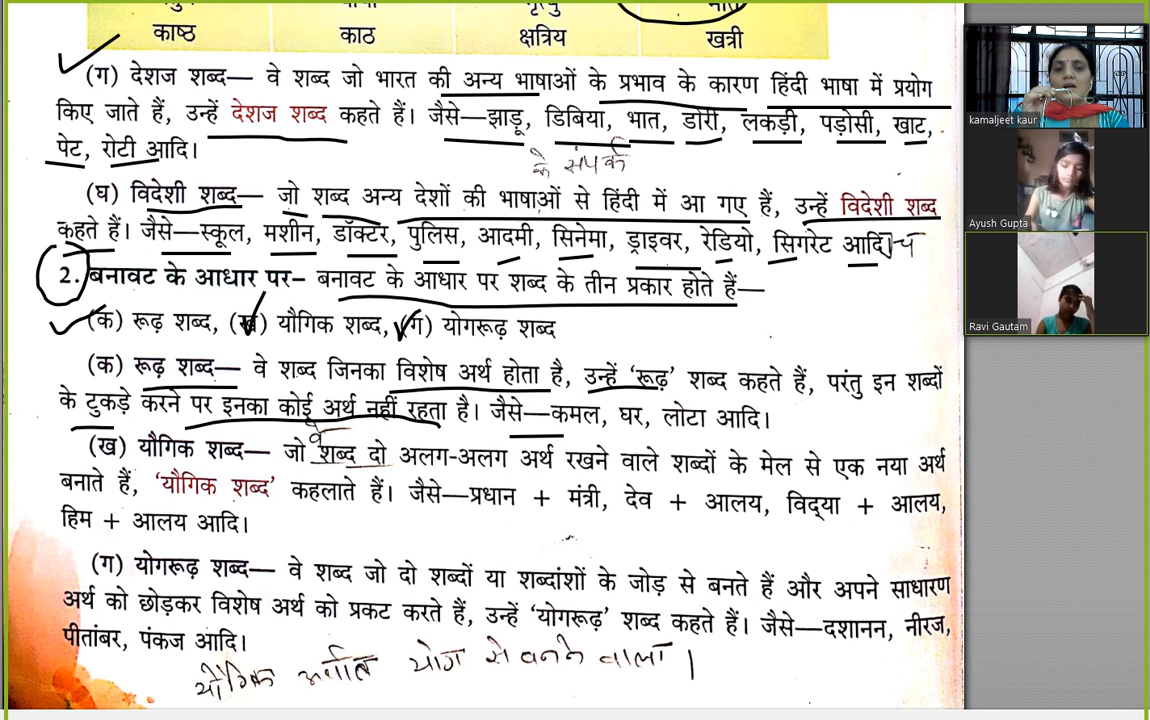 काष्ठ काठ क्षत्रिय खत्री
(ग) देशज शब्द— वे शब्द जो भारत की अन्य भाषाओं के प्रभाव के कारण हिंदी भाषा में प्रयोग
किए जाते हैं, उन्हें देशज शब्द कहते हैं। जैसे—झाड़ू, डिबिया, भात, डोरी, लकड़ी, पड़ोसी, खाट,
पेट, रोटी आदि।
के संपर्क
(घ) विदेशी शब्द— जो शब्द अन्य देशों की भाषाओं से हिंदी में आ गए हैं, उन्हें विदेशी शब्द
कहते हैं। जैसे—स्कूल, मशीन, डॉक्टर, पुलिस, आदमी, सिनेमा, ड्राइवर, रेडियो, सिगरेट आदि।
2. बनावट के आधार पर– बनावट के आधार पर शब्द के तीन प्रकार होते हैं—
(क) रूढ़ शब्द, (ख) यौगिक शब्द, (ग) योगरूढ़ शब्द
(क) रूढ़ शब्द— वे शब्द जिनका विशेष अर्थ होता है, उन्हें 'रूढ़' शब्द कहते हैं, परंतु इन शब्दों
के टुकड़े करने पर इनका कोई अर्थ नहीं रहता है। जैसे—कमल, घर, लोटा आदि।
वे
(ख) यौगिक शब्द— जो शब्द दो अलग-अलग अर्थ रखने वाले शब्दों के मेल से एक नया अर्थ
बनाते हैं, 'यौगिक शब्द' कहलाते हैं। जैसे—प्रधान + मंत्री, देव + आलय, विद्‌या + आलय,
हिम + आलय आदि।
(ग) योगरूढ़ शब्द— वे शब्द जो दो शब्दों या शब्दांशों के जोड़ से बनते हैं और अपने साधारण
अर्थ को छोड़कर विशेष अर्थ को प्रकट करते हैं, उन्हें 'योगरूढ़' शब्द कहते हैं। जैसे—दशानन, नीरज,
पीतांबर, पंकज आदि।
यौगिक अर्थात योग से बनने वाला।
kamaljeet kaur
Ayush Gupta
Ravi Gautam